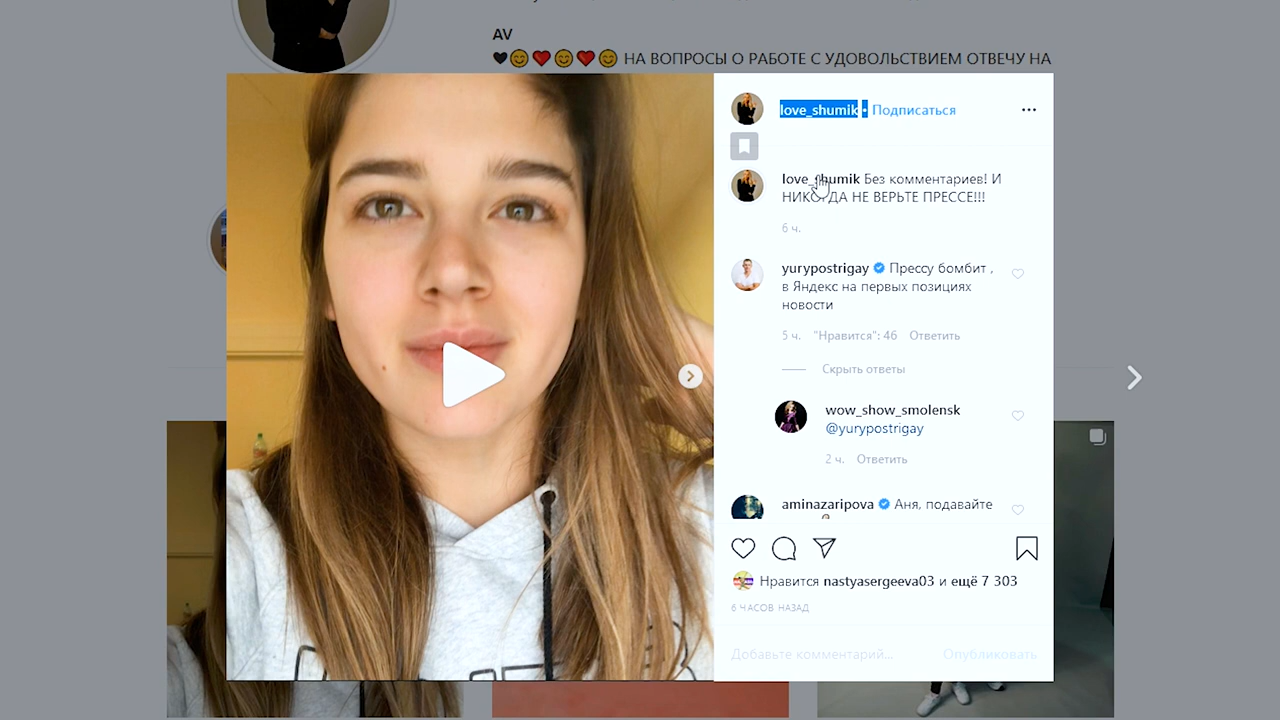 AV
🖤😊❤️😊❤️😊 НА ВОПРОСЫ О РАБОТЕ С УДОВОЛЬСТВИЕМ ОТВЕЧУ НА
love_shumik • Подписаться
love_shumik Без комментариев! И
НИКОГДА НЕ ВЕРЬТЕ ПРЕССЕ!!!
6 ч.
yurypostrigay Прессу бомбит ,
в Яндекс на первых позициях
новости
5 ч. "Нравится": 46 Ответить
Скрыть ответы
wow_show_smolensk
@yurypostrigay
2 ч. Ответить
aminazaripova Аня, подавайте
Нравится nastyasergeeva03 и ещё 7 303
6 ЧАСОВ НАЗАД
Добавьте комментарий... Опубликовать